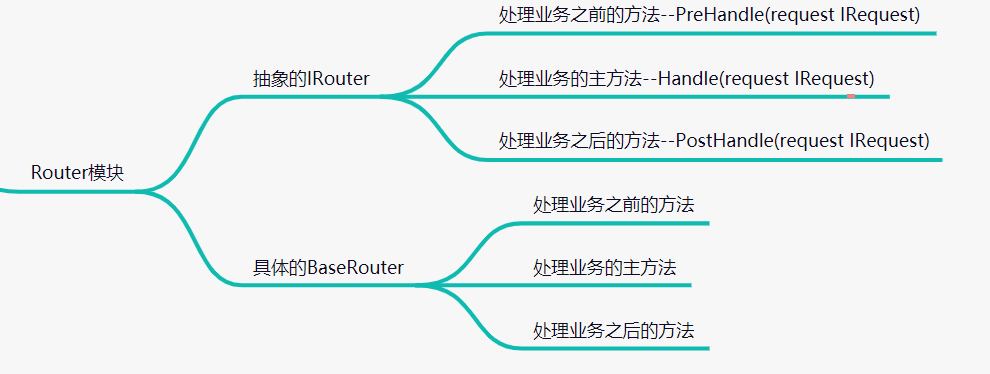 Router模块
抽象的IRouter
处理业务之前的方法--PreHandle(request IRequest)
处理业务的主方法--Handle(request IRequest)
处理业务之后的方法--PostHandle(request IRequest)
具体的BaseRouter
处理业务之前的方法
处理业务的主方法
处理业务之后的方法